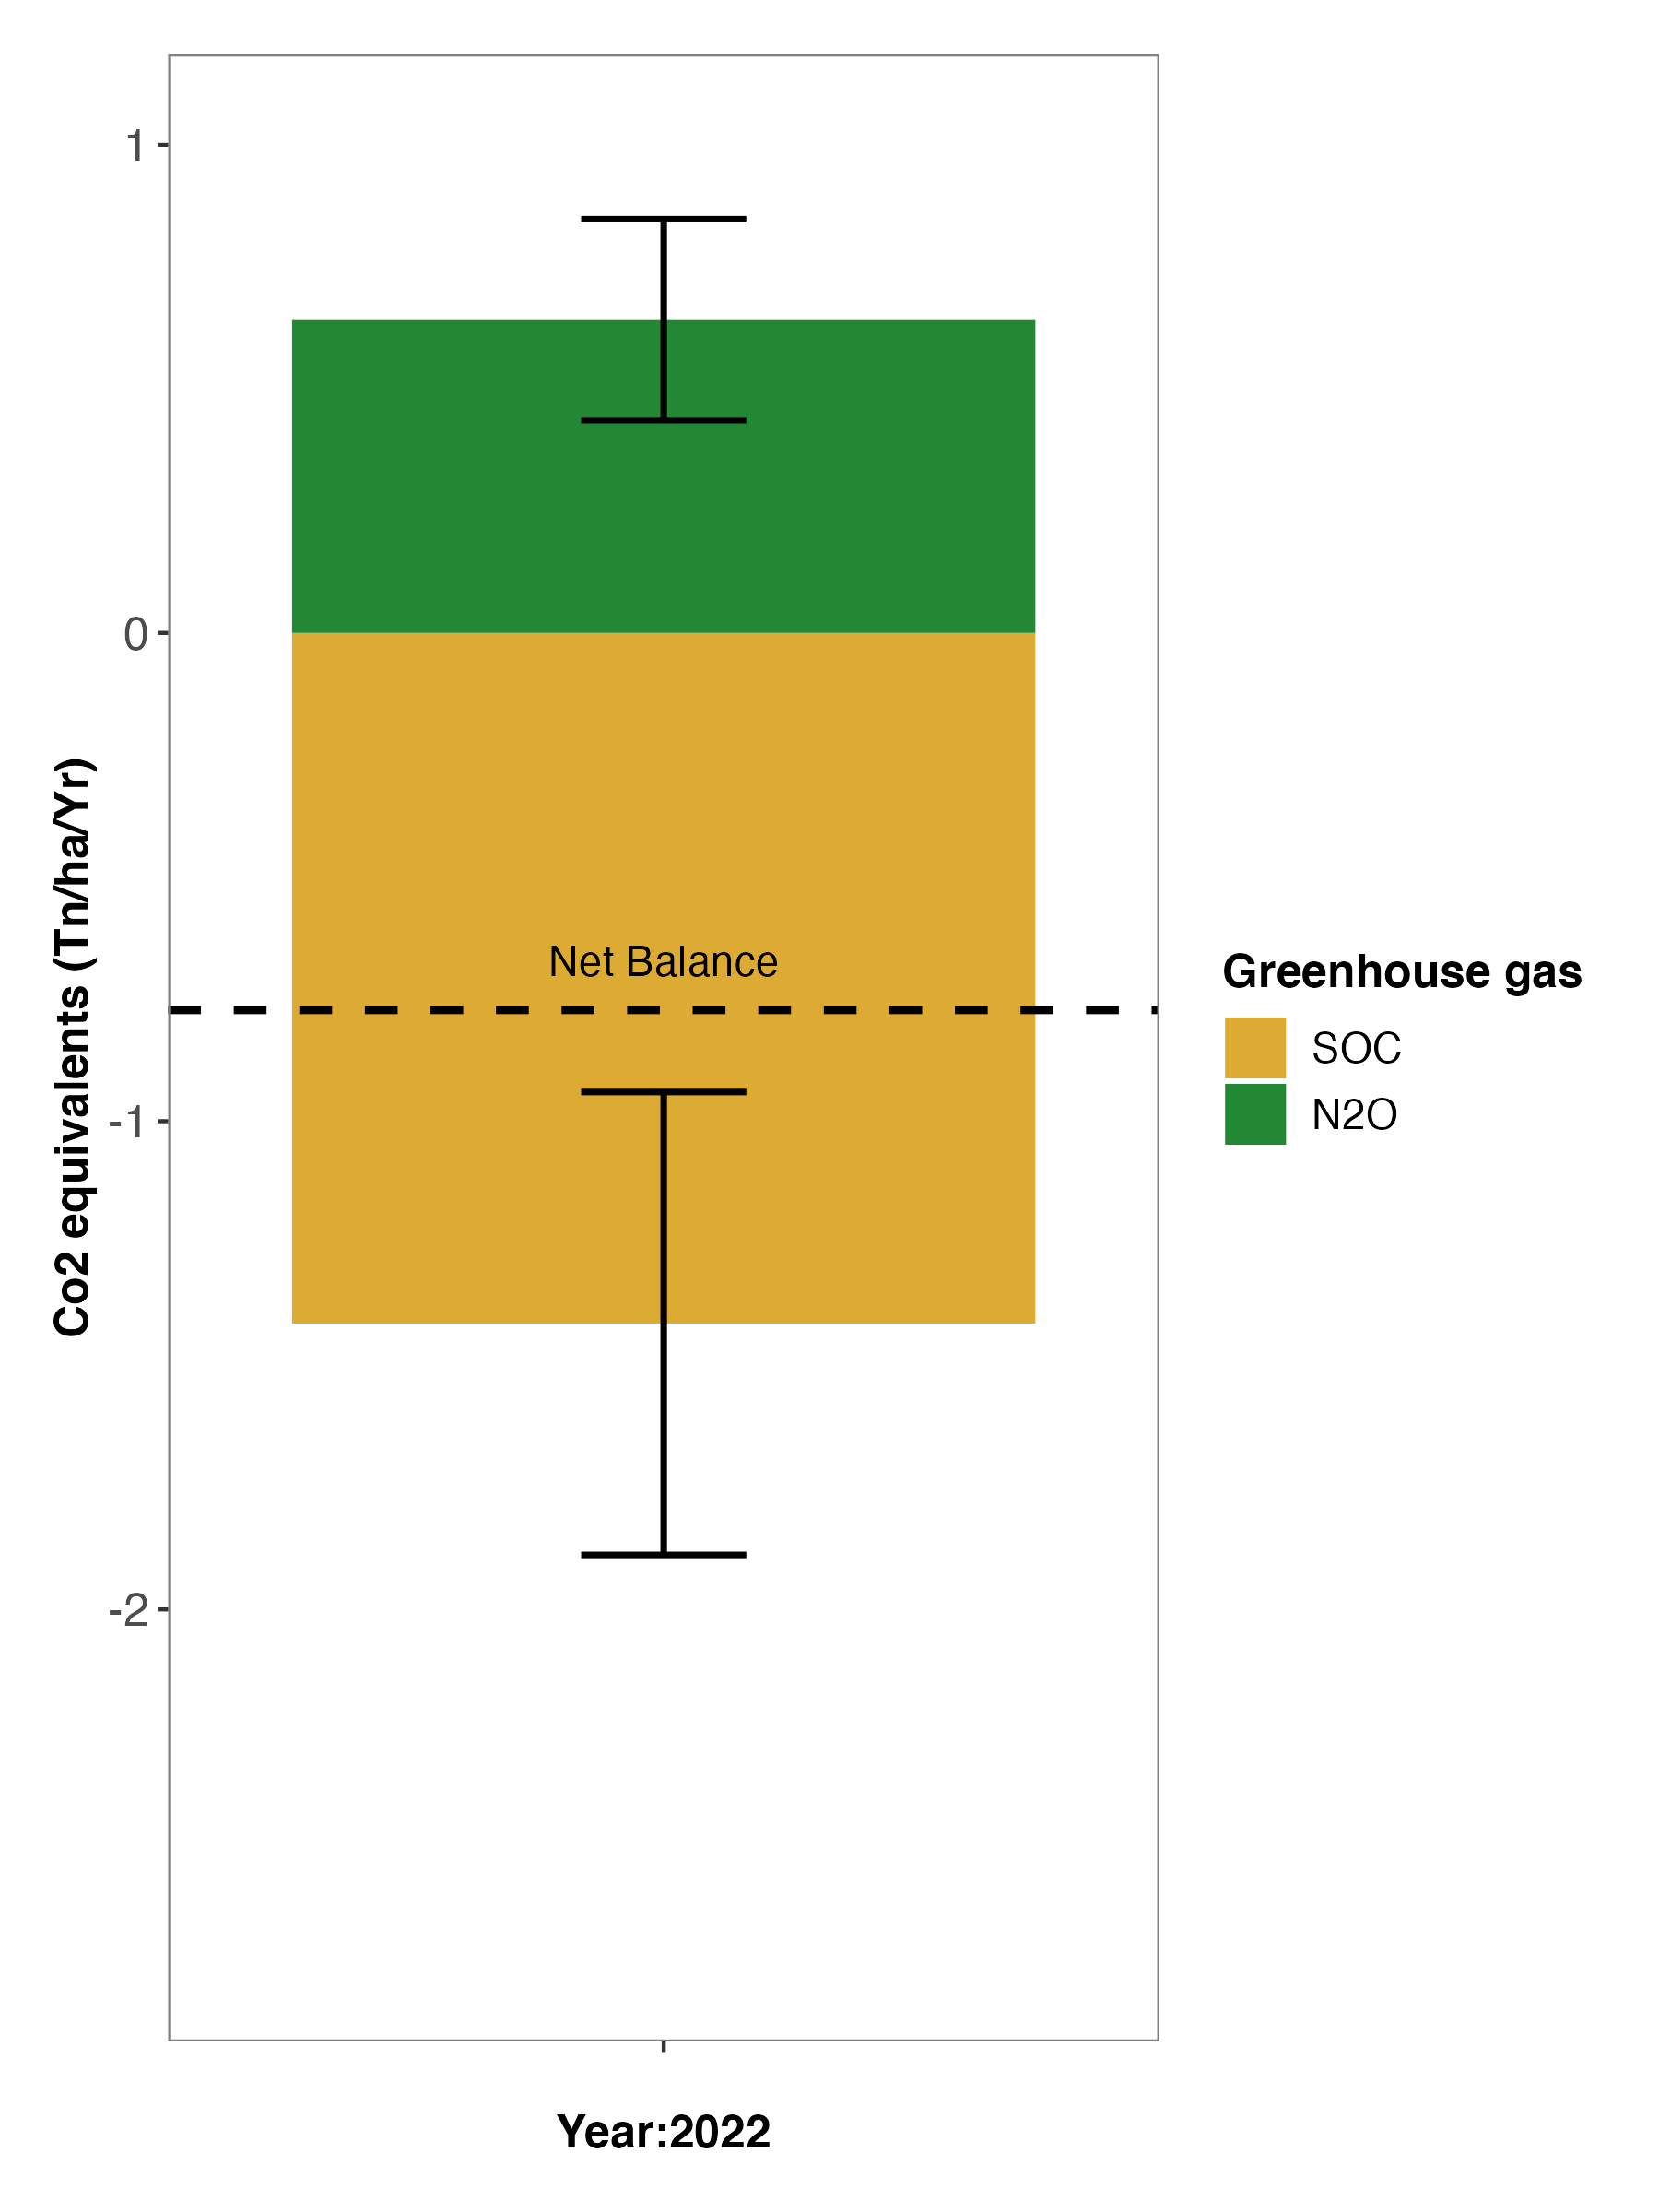 1
0
-1
-2
Co2 equivalents (Tn/ha/Yr)
Net Balance
Year:2022
Greenhouse gas
SOC
N2O